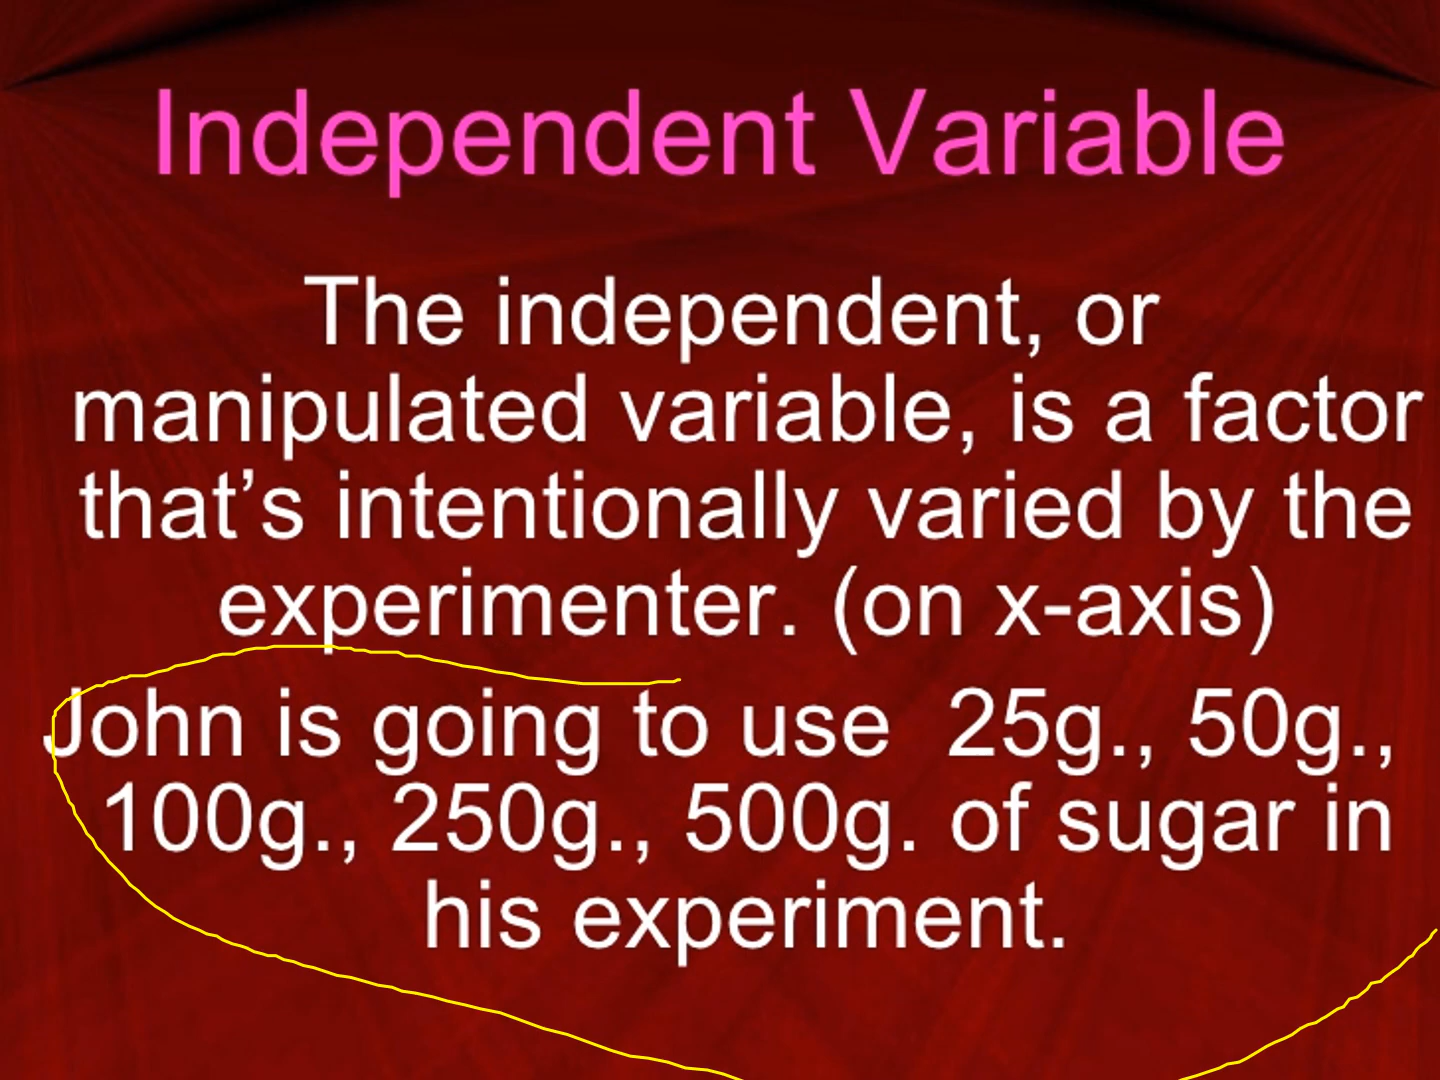 Independent Variable
The independent, or
manipulated variable, is a factor
that’s intentionally varied by the
experimenter. (on x-axis)
John is going to use  25g., 50g.,
100g., 250g., 500g. of sugar in
his experiment.